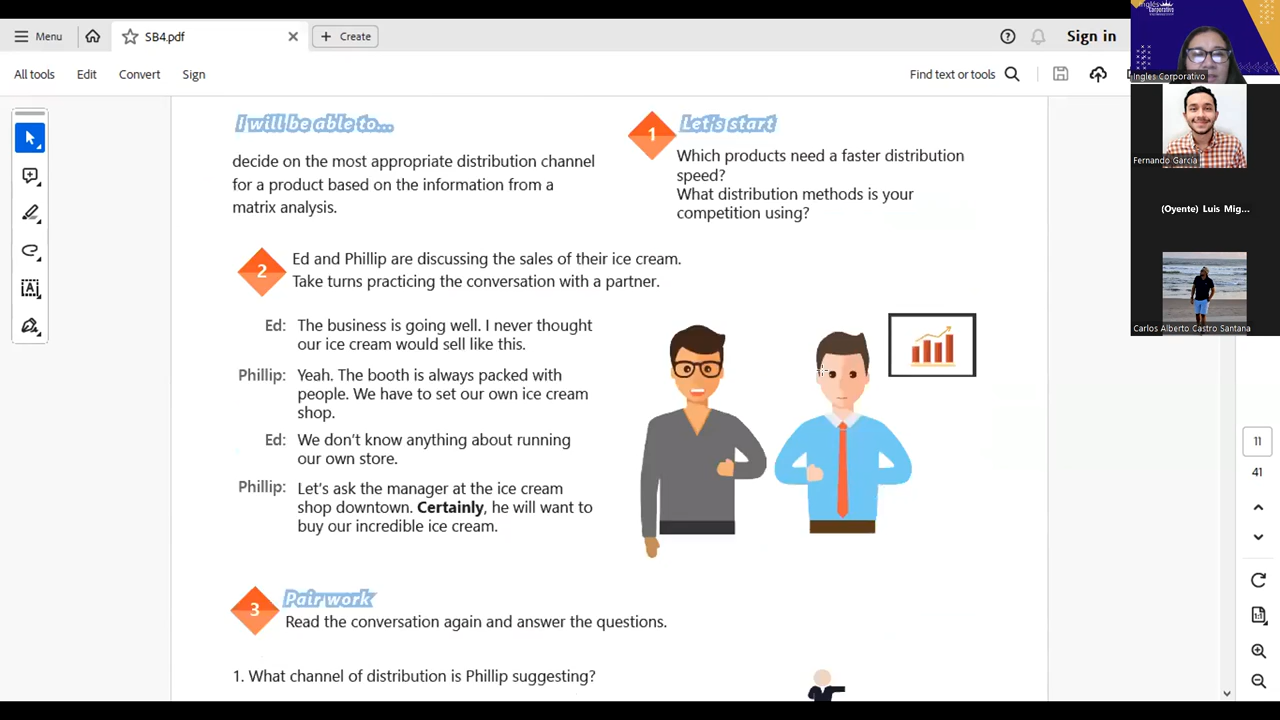 Menu
SB4.pdf
Create
Sign in
All tools
Edit
Convert
Sign
Find text or tools
I will be able to...
decide on the most appropriate distribution channel
for a product based on the information from a
matrix analysis.
1
Let's start
Which products need a faster distribution
speed?
What distribution methods is your
competition using?
2
Ed and Phillip are discussing the sales of their ice cream.
Take turns practicing the conversation with a partner.
Ed: The business is going well. I never thought
our ice cream would sell like this.
Phillip: Yeah. The booth is always packed with
people. We have to set our own ice cream
shop.
Ed: We don't know anything about running
our own store.
Phillip: Let's ask the manager at the ice cream
shop downtown. Certainly, he will want to
buy our incredible ice cream.
3
Pair work
Read the conversation again and answer the questions.
1. What channel of distribution is Phillip suggesting?
11
41
Corporativo
Ingles Corporativo
Fernando García
(Oyente) Luis Mig...
Carlos Alberto Castro Santana